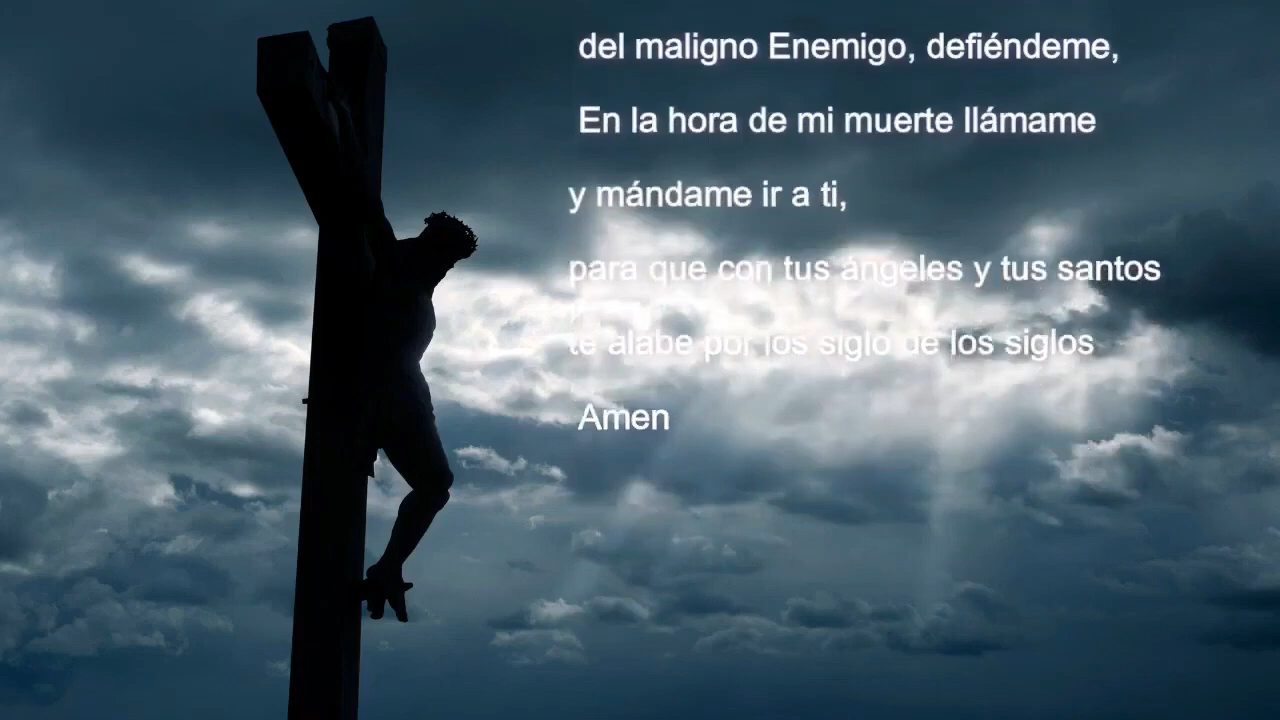 del maligno Enemigo, defiéndeme,
En la hora de mi muerte llámame
y mándame ir a ti,
para que con tus ángeles y tus santos
te alabe por los siglo de los siglos
Amen